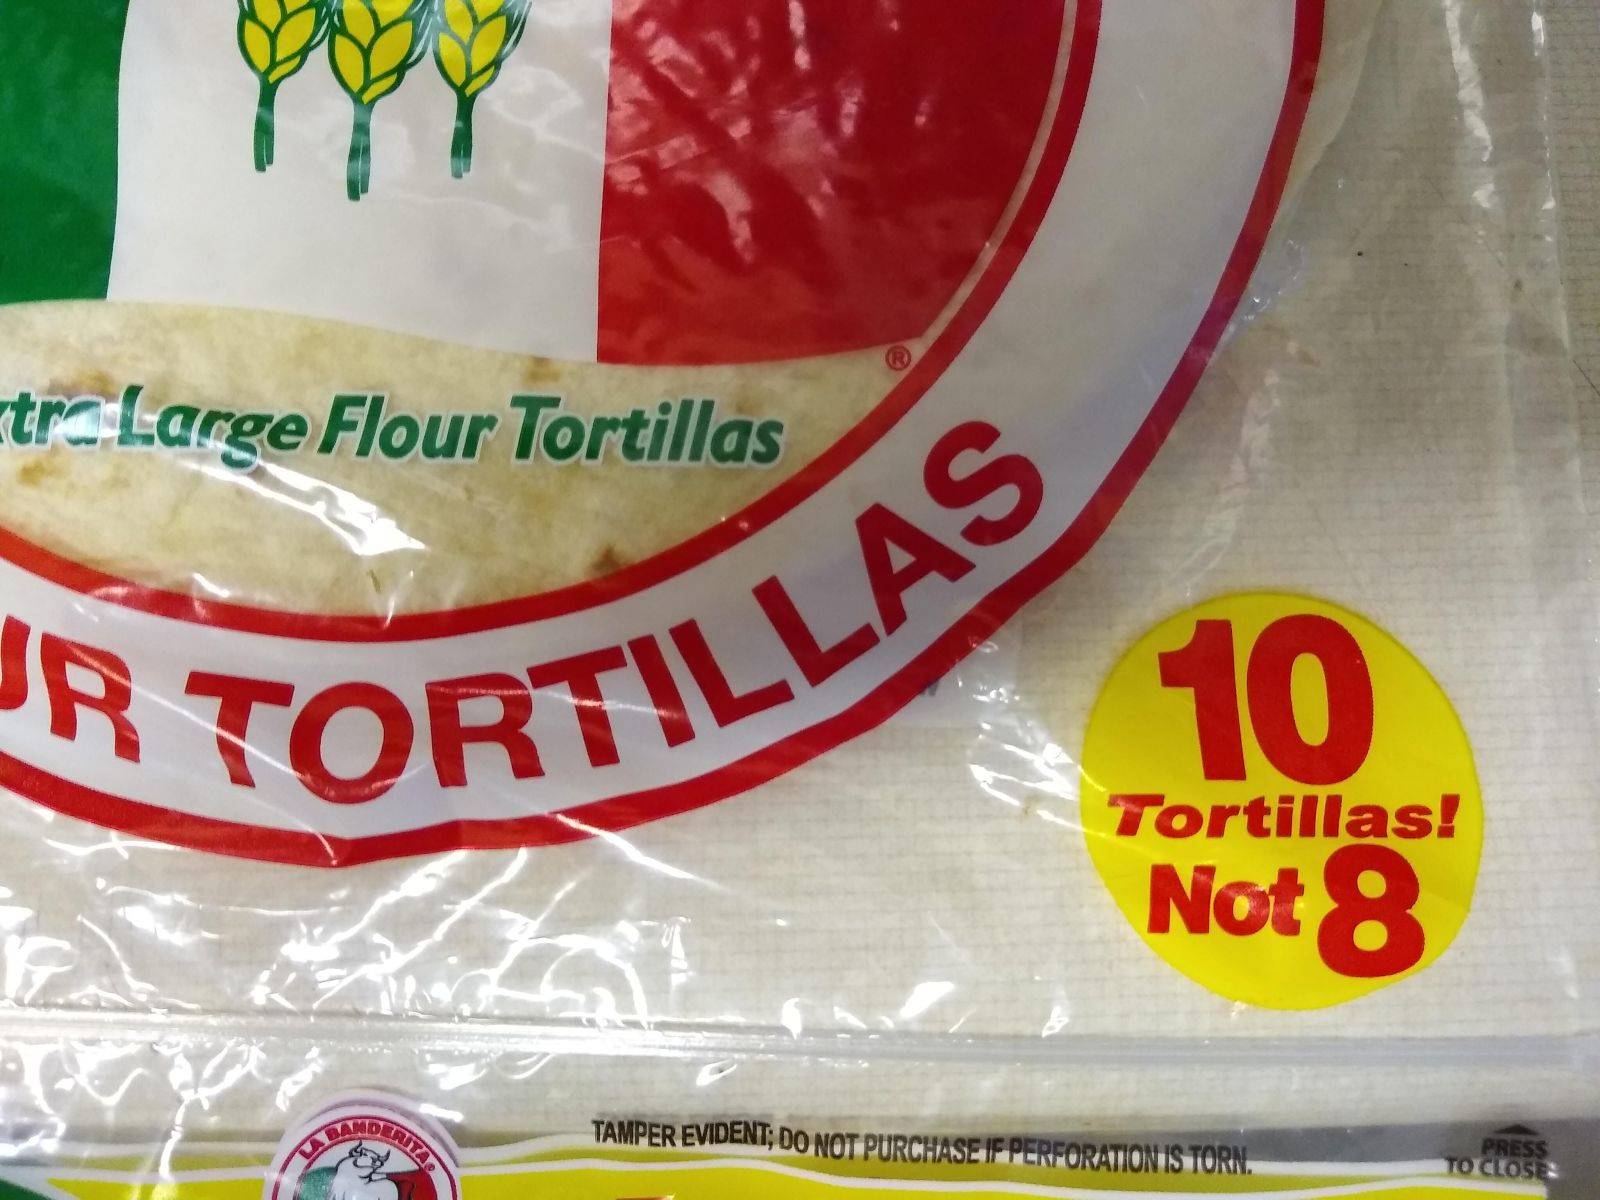 xtra Large Flour Tortillas
®
UR TORTILLAS
10
Tortillas!
Not 8
LA BANDERITA®
TAMPER EVIDENT; DO NOT PURCHASE IF PERFORATION IS TORN.
PRESS
TO CLOSE